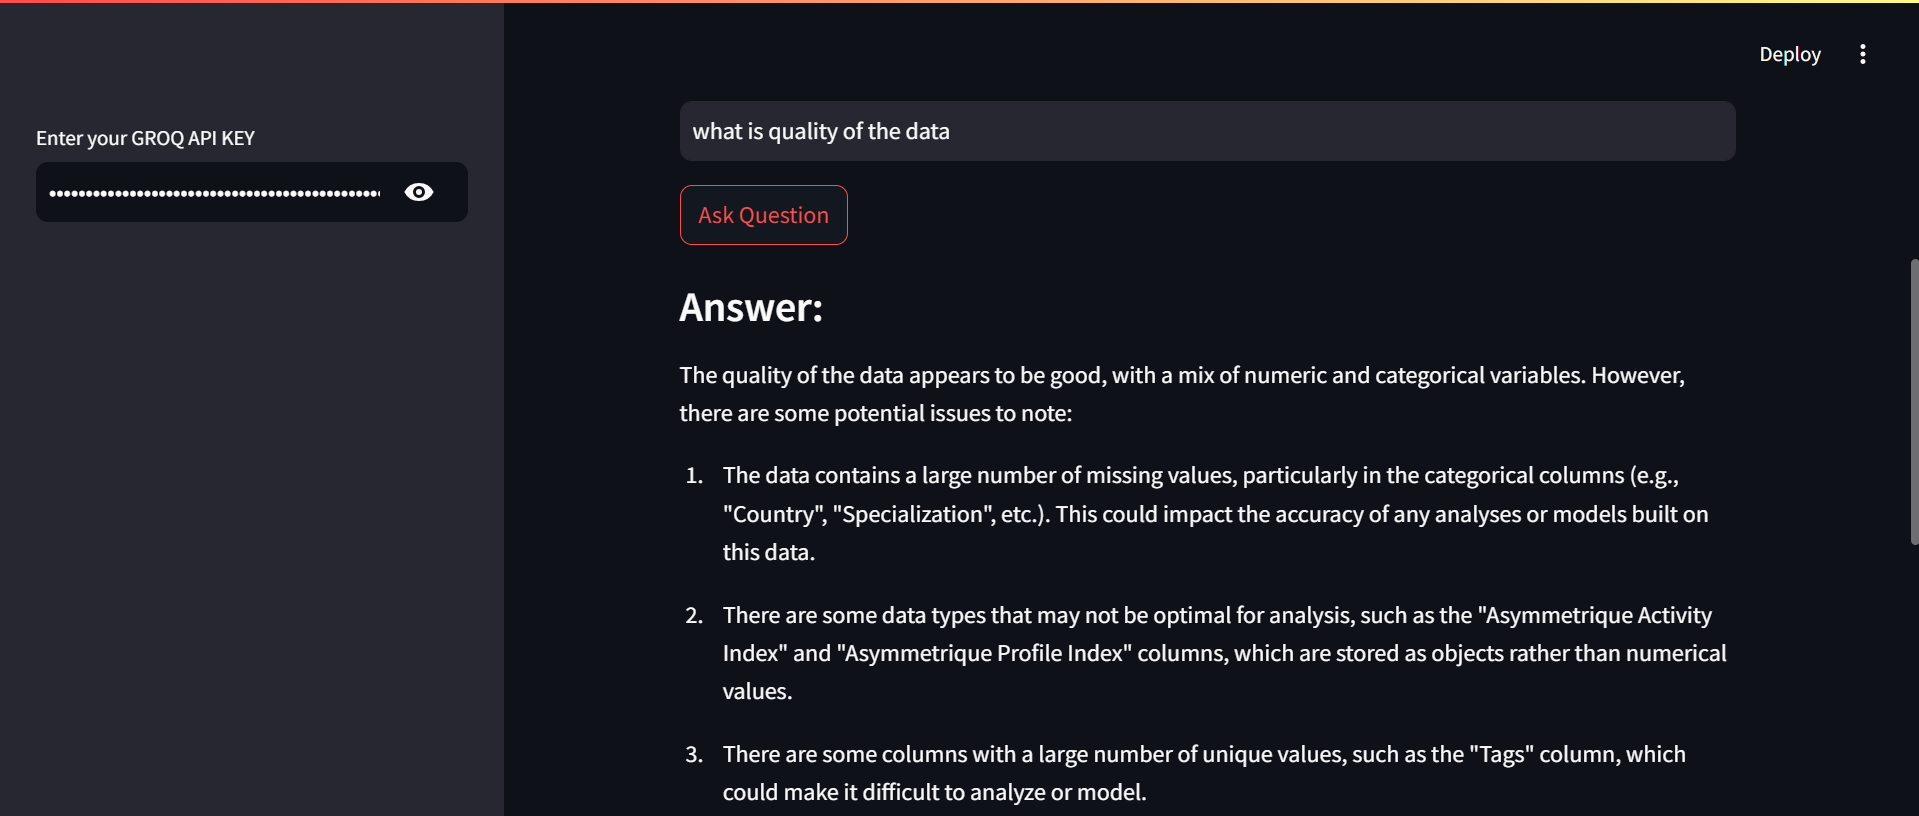 Deploy
Enter your GROQ API KEY
what is quality of the data
Ask Question
Answer:
The quality of the data appears to be good, with a mix of numeric and categorical variables. However,
there are some potential issues to note:
1. The data contains a large number of missing values, particularly in the categorical columns (e.g.,
"Country", "Specialization", etc.). This could impact the accuracy of any analyses or models built on
this data.
2. There are some data types that may not be optimal for analysis, such as the "Asymmetrique Activity
Index" and "Asymmetrique Profile Index" columns, which are stored as objects rather than numerical
values.
3. There are some columns with a large number of unique values, such as the "Tags" column, which
could make it difficult to analyze or model.